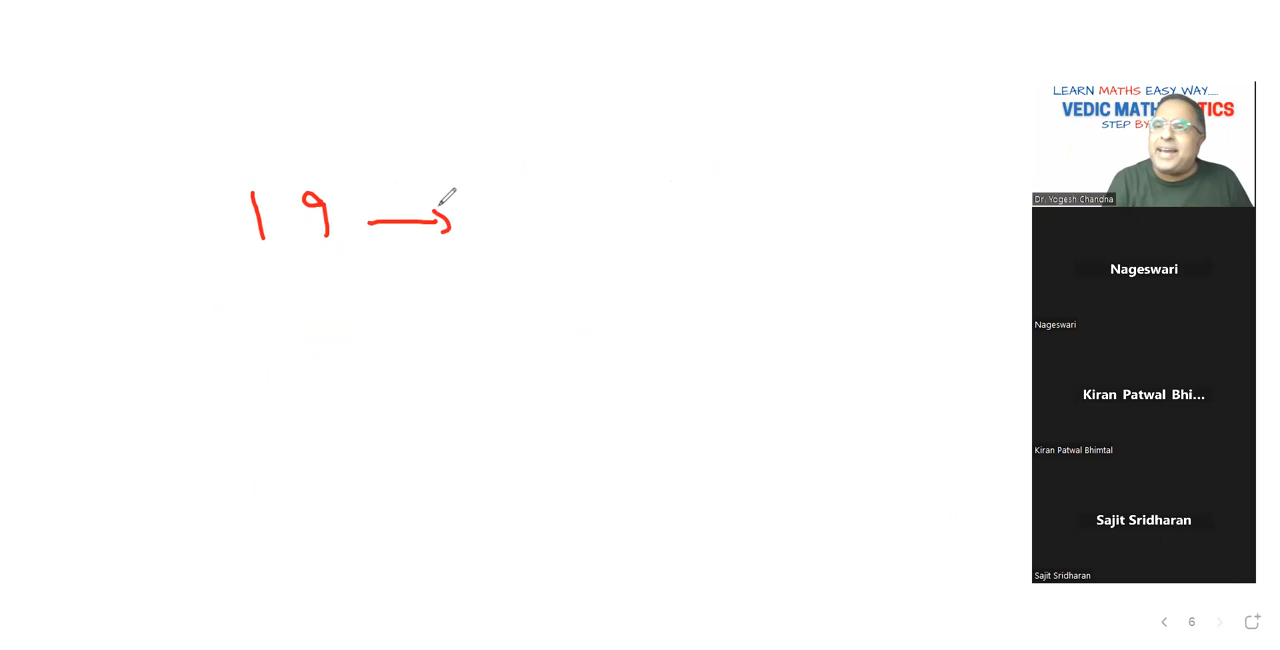 LEARN MATHS EASY WAY.....
VEDIC MATH TICS
STEP BY
19 →
Dr. Yogesh Chandna
Nageswari
Nageswari
Kiran Patwal Bhi...
Kiran Patwal Bhimtal
Sajit Sridharan
Sajit Sridharan
6